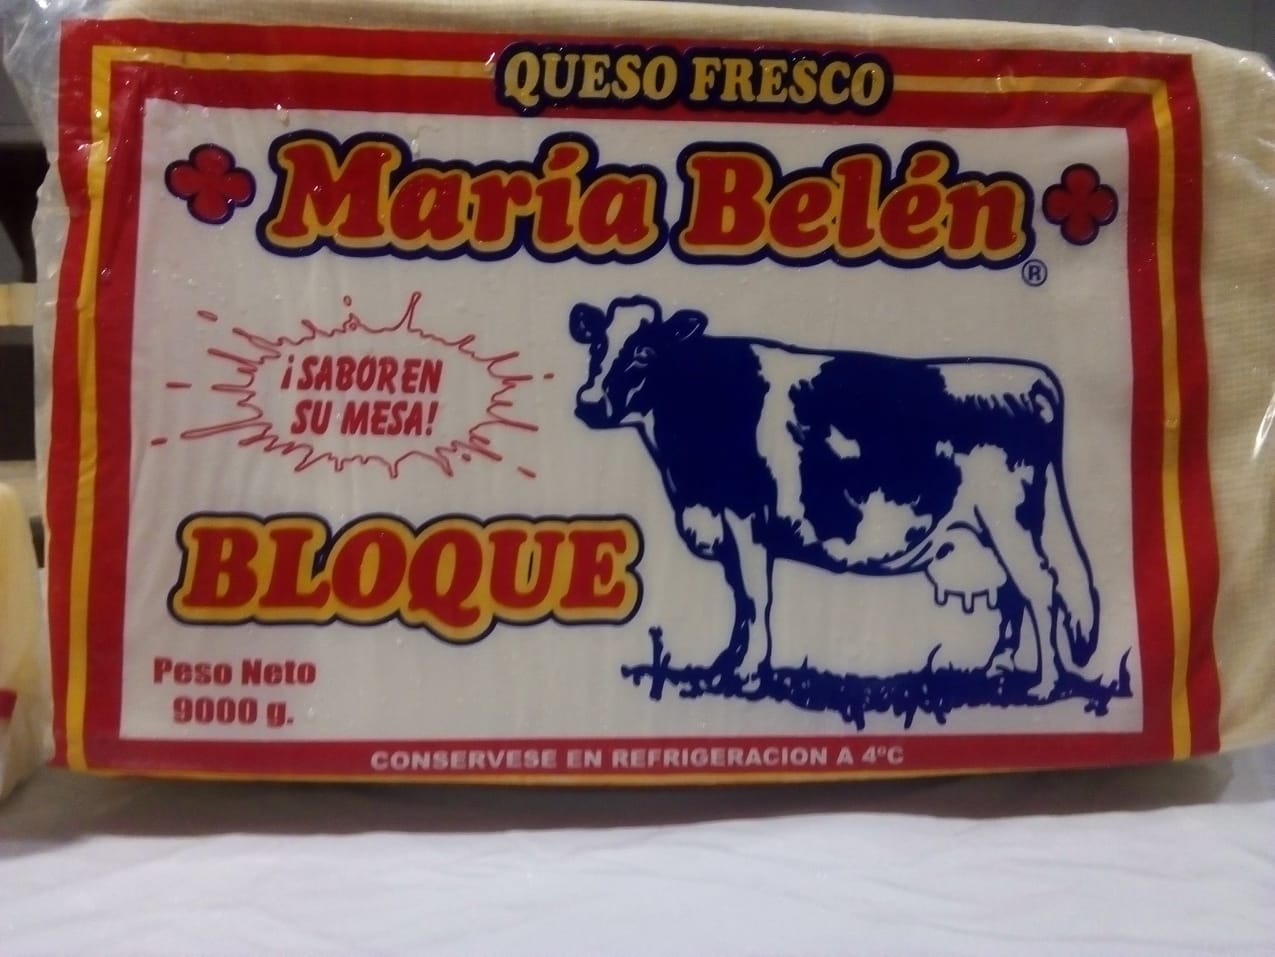 QUESO FRESCO
María Belén
®
¡SABOR EN
SU MESA!
BLOQUE
Peso Neto
9000 g.
CONSERVESE EN REFRIGERACION A 4ºC